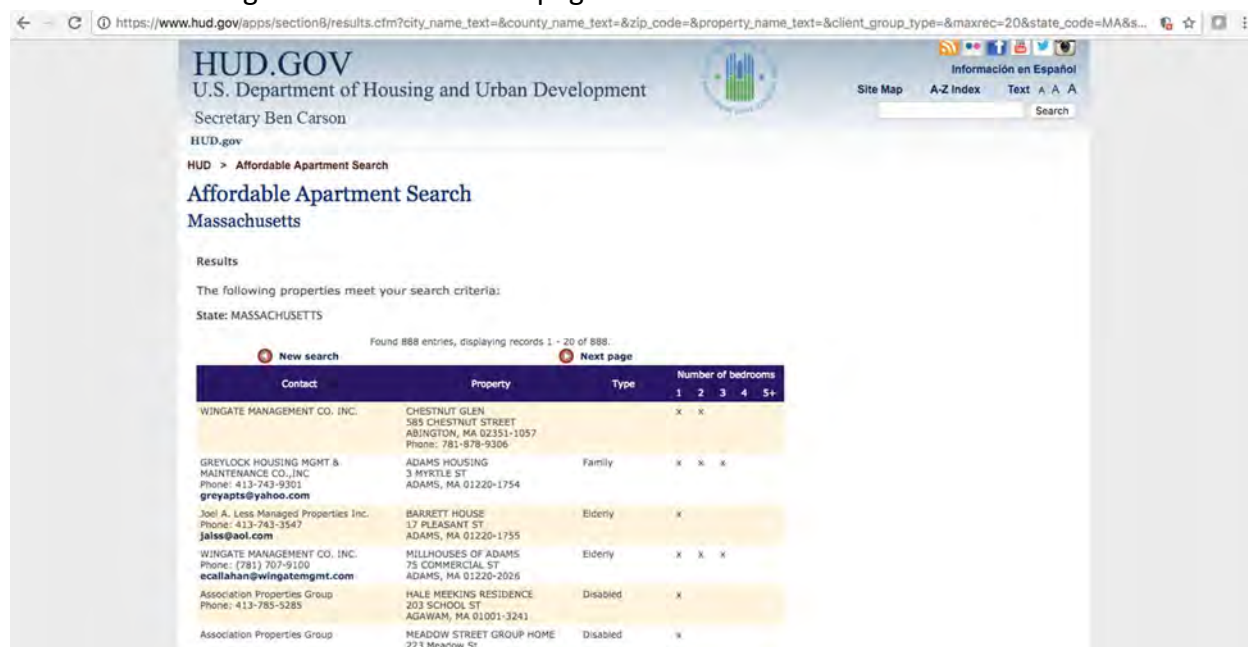 https://www.hud.gov/apps/section8/results.cfm?city_name_text=&county_name_text=&zip_code=&property_name_text=&client_group_type=&maxrec=20&state_code=MA&s...
HUD.GOV
U.S. Department of Housing and Urban Development
Secretary Ben Carson
Información en Español
Site Map A-Z Index Text A A A
Search
HUD.gov
HUD > Affordable Apartment Search
Affordable Apartment Search
Massachusetts
Results
The following properties meet your search criteria:
State: MASSACHUSETTS
Found 888 entries, displaying records 1 - 20 of 888.
New search Next page
Contact Property Type Number of bedrooms
1 2 3 4 5+
WINGATE MANAGEMENT CO. INC. CHESTNUT GLEN x x
585 CHESTNUT STREET
ABINGTON, MA 02351-1057
Phone: 781-878-9306
GREYLOCK HOUSING MGMT & ADAMS HOUSING Family x x x
MAINTENANCE CO.,INC 3 MYRTLE ST
Phone: 413-743-9301 ADAMS, MA 01220-1754
greyapts@yahoo.com
Joel A. Less Managed Properties Inc. BARRETT HOUSE Elderly x
Phone: 413-743-3547 17 PLEASANT ST
jalss@aol.com ADAMS, MA 01220-1755
WINGATE MANAGEMENT CO. INC. MILLHOUSES OF ADAMS Elderly x x x
Phone: (781) 707-9100 75 COMMERCIAL ST
ecallahan@wingatemgmt.com ADAMS, MA 01220-2026
Association Properties Group HALE MEEKINS RESIDENCE Disabled x
Phone: 413-785-5285 203 SCHOOL ST
AGAWAM, MA 01001-3241
Association Properties Group MEADOW STREET GROUP HOME Disabled x
223 Meadow St